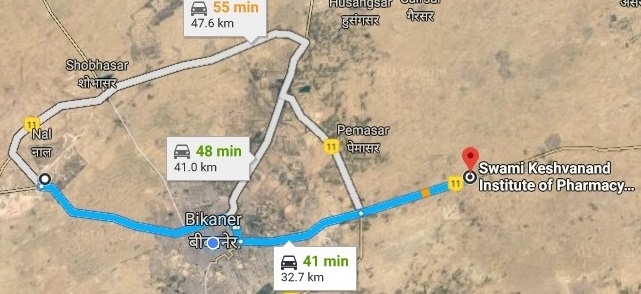 55 min
47.6 km
Husangsar
हुसंगसर
गैरसर
Shobhasar
शोभासर
11
Nal
नाल
Pemasar
पेमासर
11
48 min
41.0 km
11
Swami Keshvanand
Institute of Pharmacy...
Bikaner
41 min
32.7 km